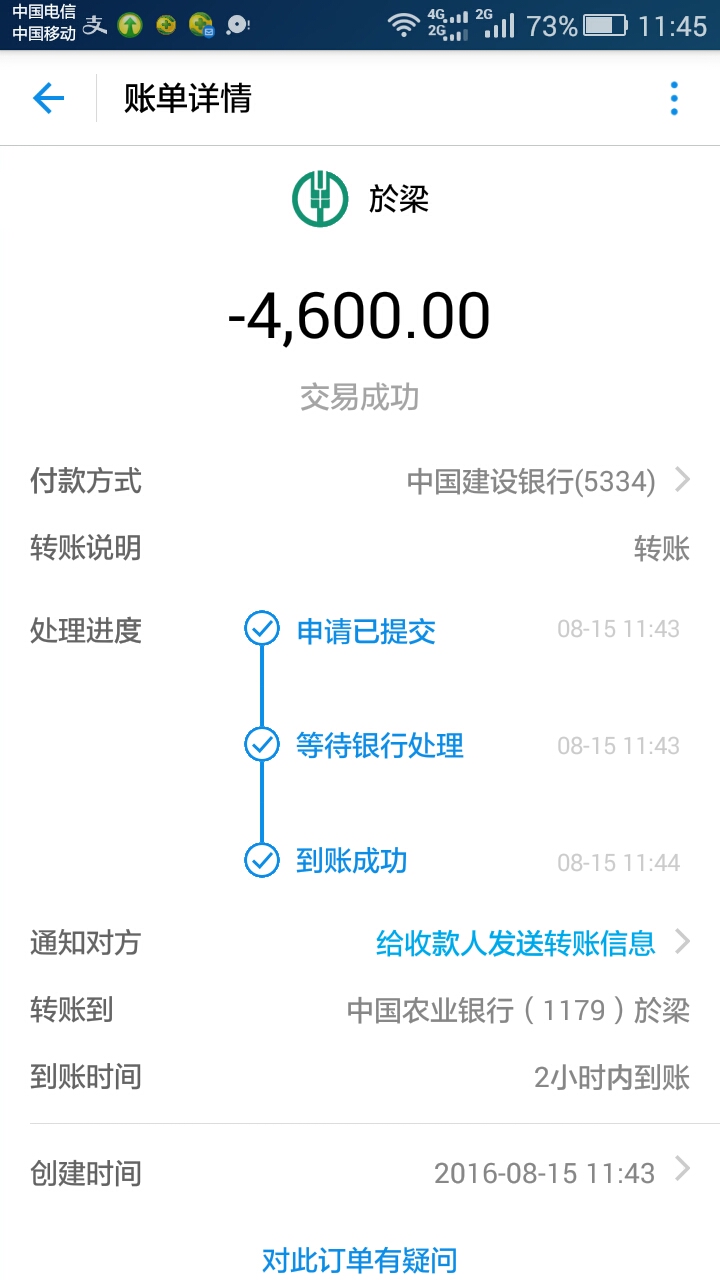 中国电信
中国移动
4G 2G 2G 73% 11:45
账单详情
於梁
-4,600.00
交易成功
付款方式 中国建设银行(5334)
转账说明 转账
处理进度 申请已提交 08-15 11:43
等待银行处理 08-15 11:43
到账成功 08-15 11:44
通知对方 给收款人发送转账信息
转账到 中国农业银行（1179）於梁
到账时间 2小时内到账
创建时间 2016-08-15 11:43
对此订单有疑问